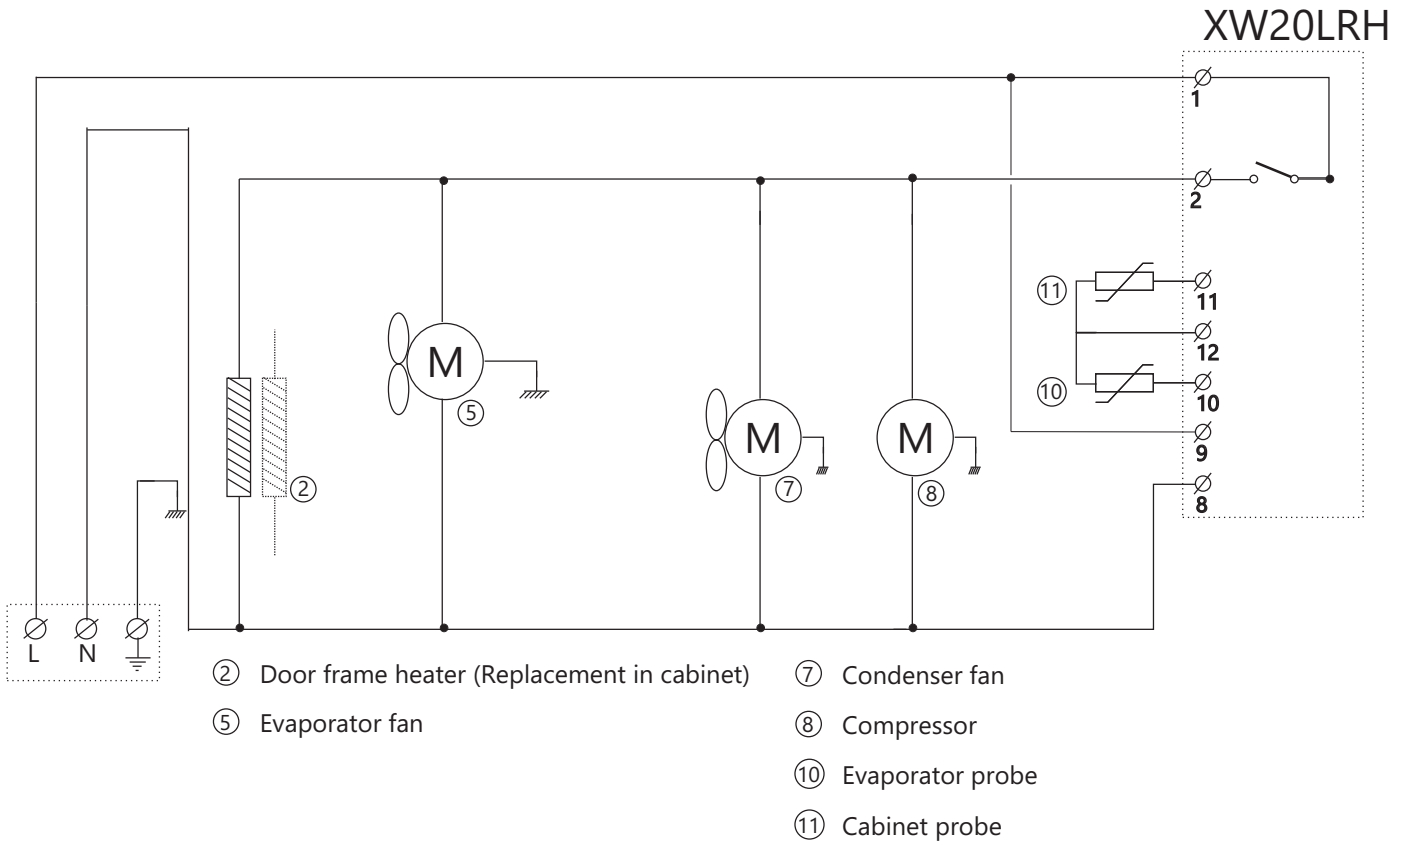 XW20LRH
1
2
11
11
12
10
10
9
8
M
5
M
7
M
8
2
L N
2 Door frame heater (Replacement in cabinet)
5 Evaporator fan
7 Condenser fan
8 Compressor
10 Evaporator probe
11 Cabinet probe